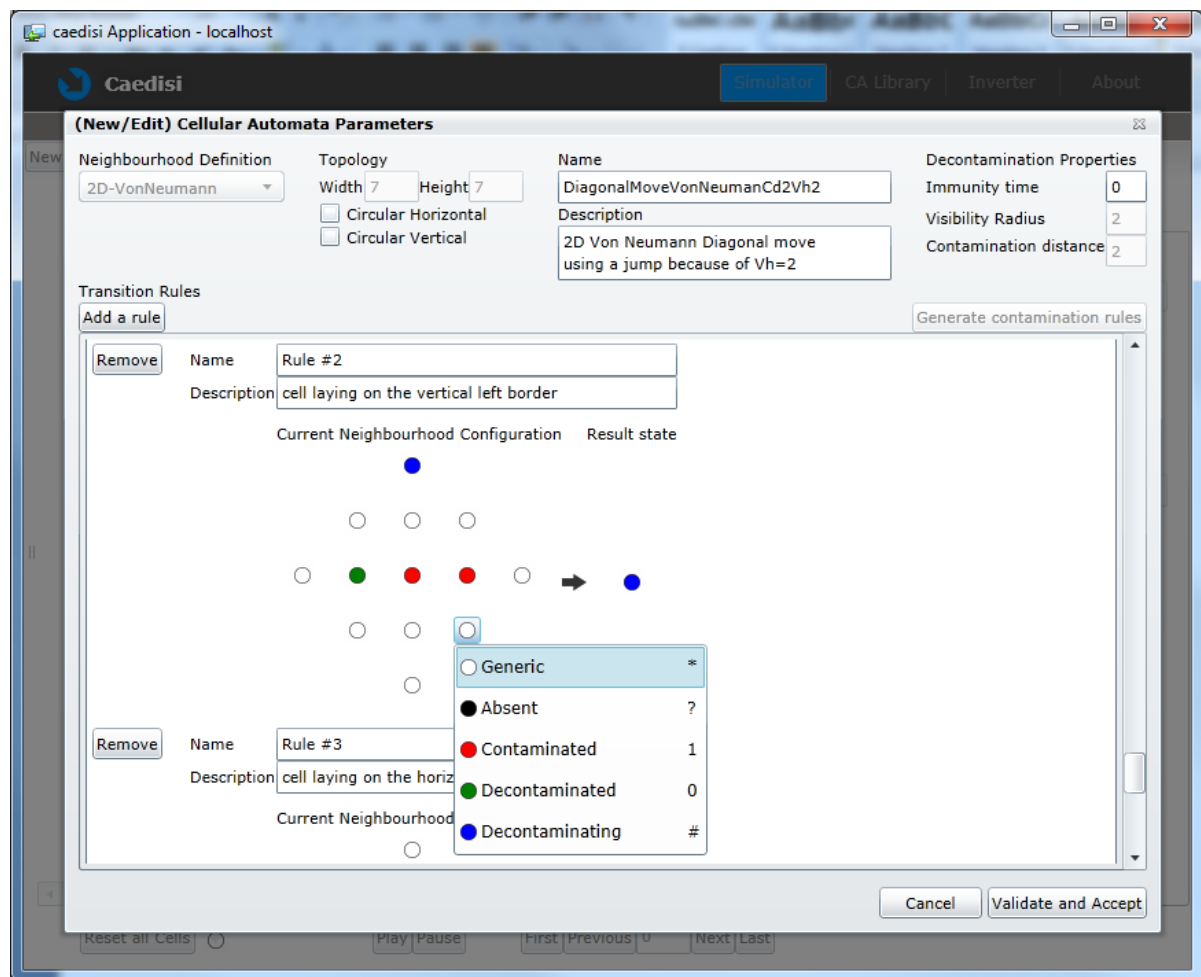 caedisi Application - localhost
Caedisi
Simulator CA Library Inverter About
New
(New/Edit) Cellular Automata Parameters
Neighbourhood Definition Topology Name Decontamination Properties
2D-VonNeumann Width 7 Height 7 DiagonalMoveVonNeumanCd2Vh2 Immunity time 0
Circular Horizontal Description Visibility Radius 2
Circular Vertical 2D Von Neumann Diagonal move Contamination distance 2
using a jump because of Vh=2
Transition Rules
Add a rule Generate contamination rules
Remove Name Rule #2
Description cell laying on the vertical left border
Current Neighbourhood Configuration Result state
Generic *
Absent ?
Remove Name Rule #3 Contaminated 1
Description cell laying on the horiz Decontaminated 0
Current Neighbourhood Decontaminating #
Cancel Validate and Accept
Reset all Cells Play Pause First Previous 0 Next Last